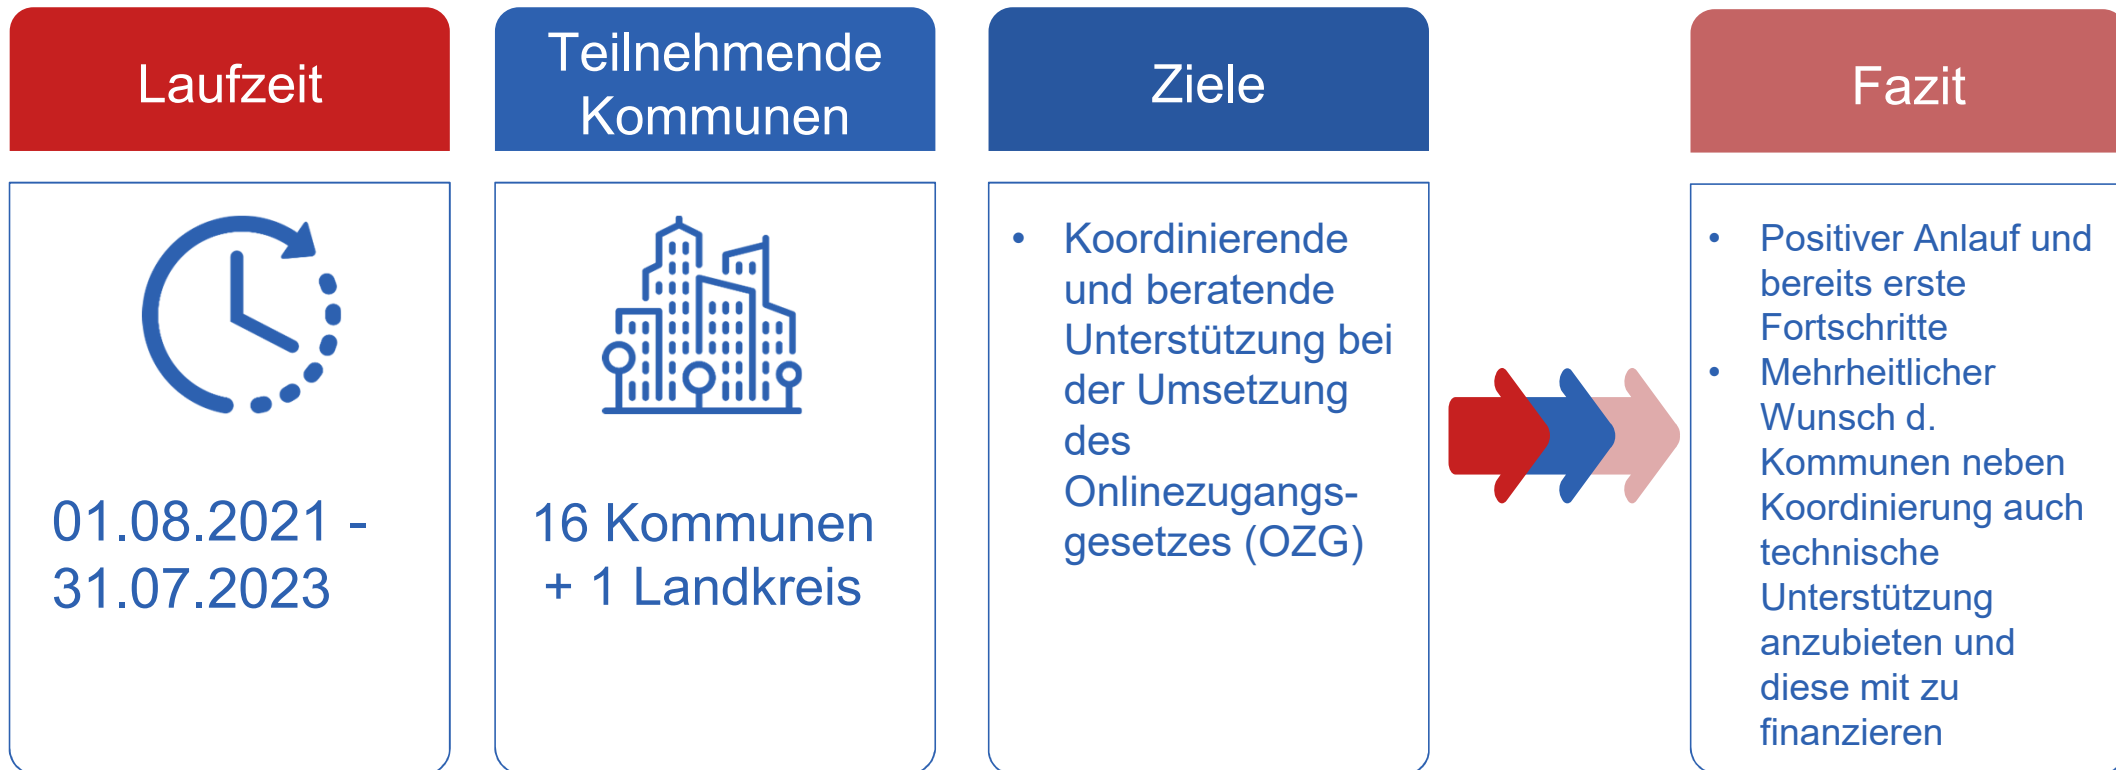 Laufzeit
01.08.2021 -
31.07.2023
Teilnehmende
Kommunen
16 Kommunen
+ 1 Landkreis
Ziele
• Koordinierende
und beratende
Unterstützung bei
der Umsetzung
des
Onlinezugangs-
gesetzes (OZG)
Fazit
• Positiver Anlauf und
bereits erste
Fortschritte
• Mehrheitlicher
Wunsch d.
Kommunen neben
Koordinierung auch
technische
Unterstützung
anzubieten und
diese mit zu
finanzieren